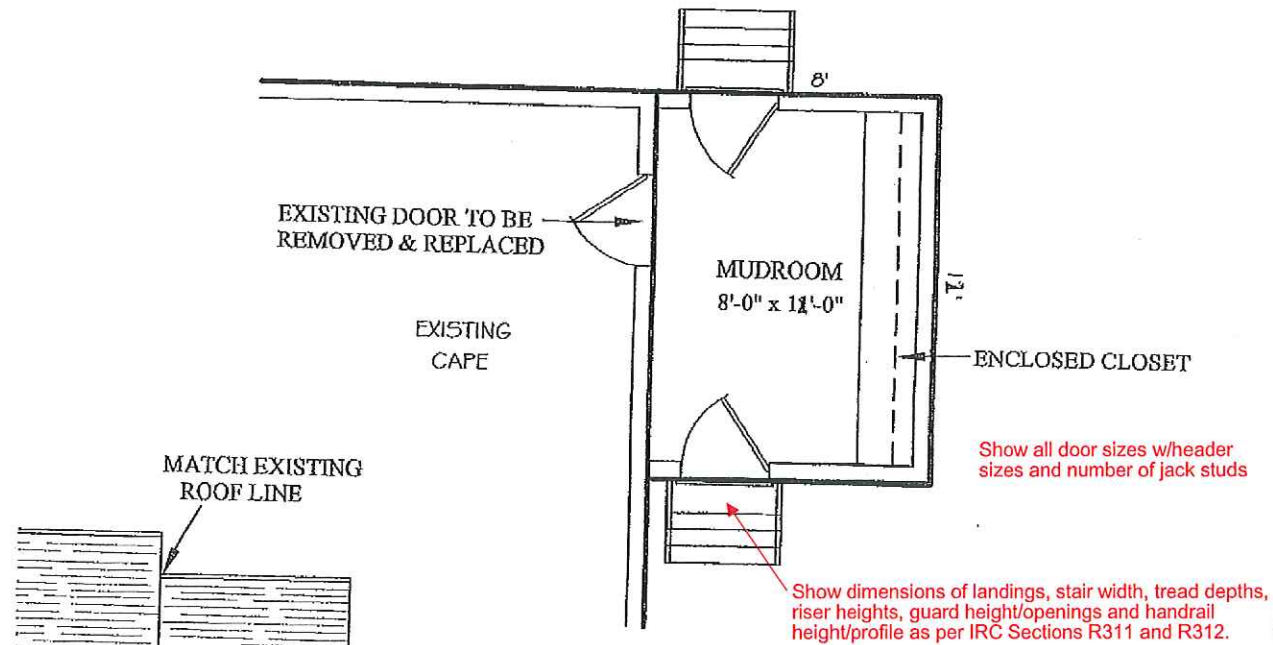 8'
EXISTING DOOR TO BE
REMOVED & REPLACED
MUDROOM
8'-0" x
EXISTING
CAPE
ENCLOSED CLOSET
Show all door sizes w/header
sizes and number of jack studs
MATCH EXISTING
ROOF LINE
Show dimensions of landings, stair width, tread depths,
riser heights, guard height/openings and handrail
height/profile as per IRC Sections R311 and R312.